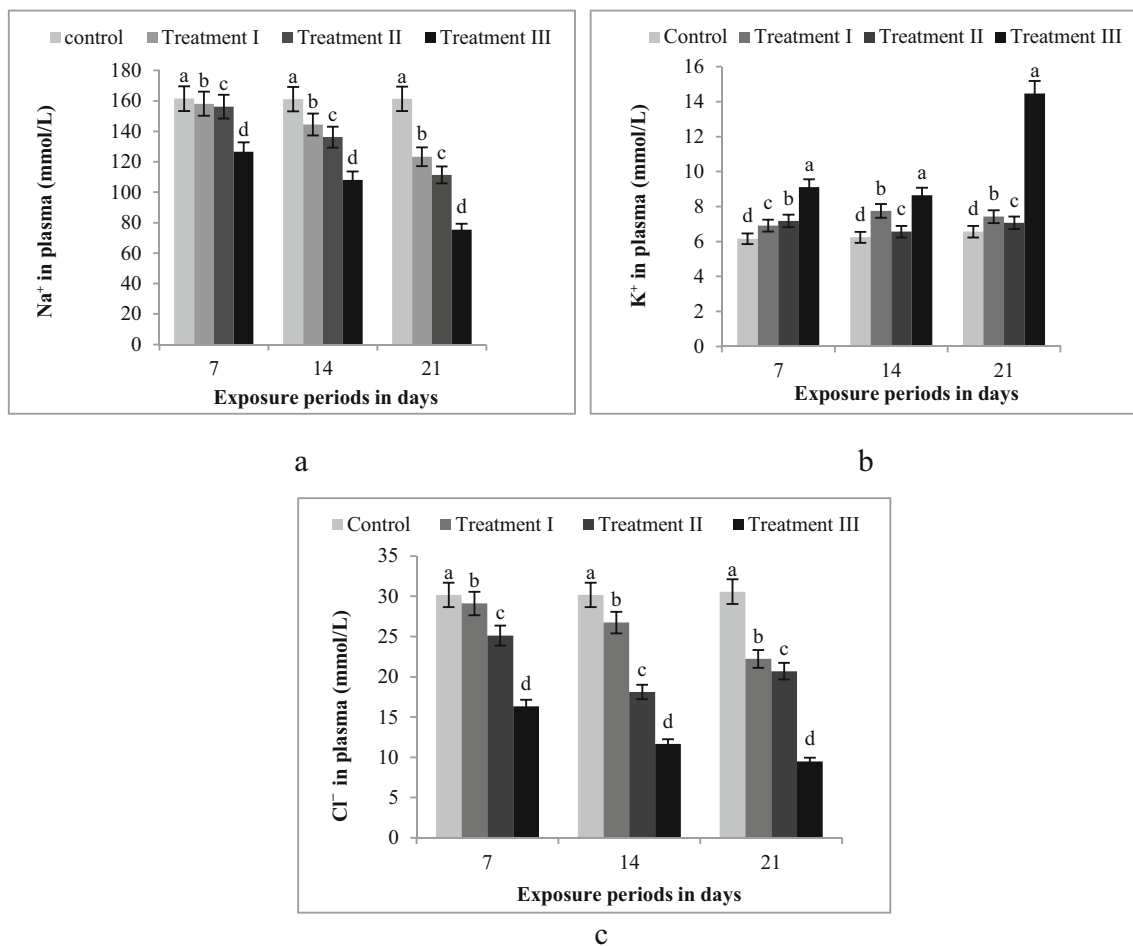 control Treatment I Treatment II Treatment III
180
160
140
120
100
80
60
40
20
0
Na⁺ in plasma (mmol/L)
a b c d a b c d a b c d
7 14 21
Exposure periods in days
a
Control Treatment I Treatment II Treatment III
16
14
12
10
8
6
4
2
0
K⁺ in plasma (mmol/L)
d c b a d b c a d b c a
7 14 21
Exposure periods in days
b
Control Treatment I Treatment II Treatment III
35
30
25
20
15
10
5
0
Cl⁻ in plasma (mmol/L)
a b c d a b c d a b c d
7 14 21
Exposure periods in days
c